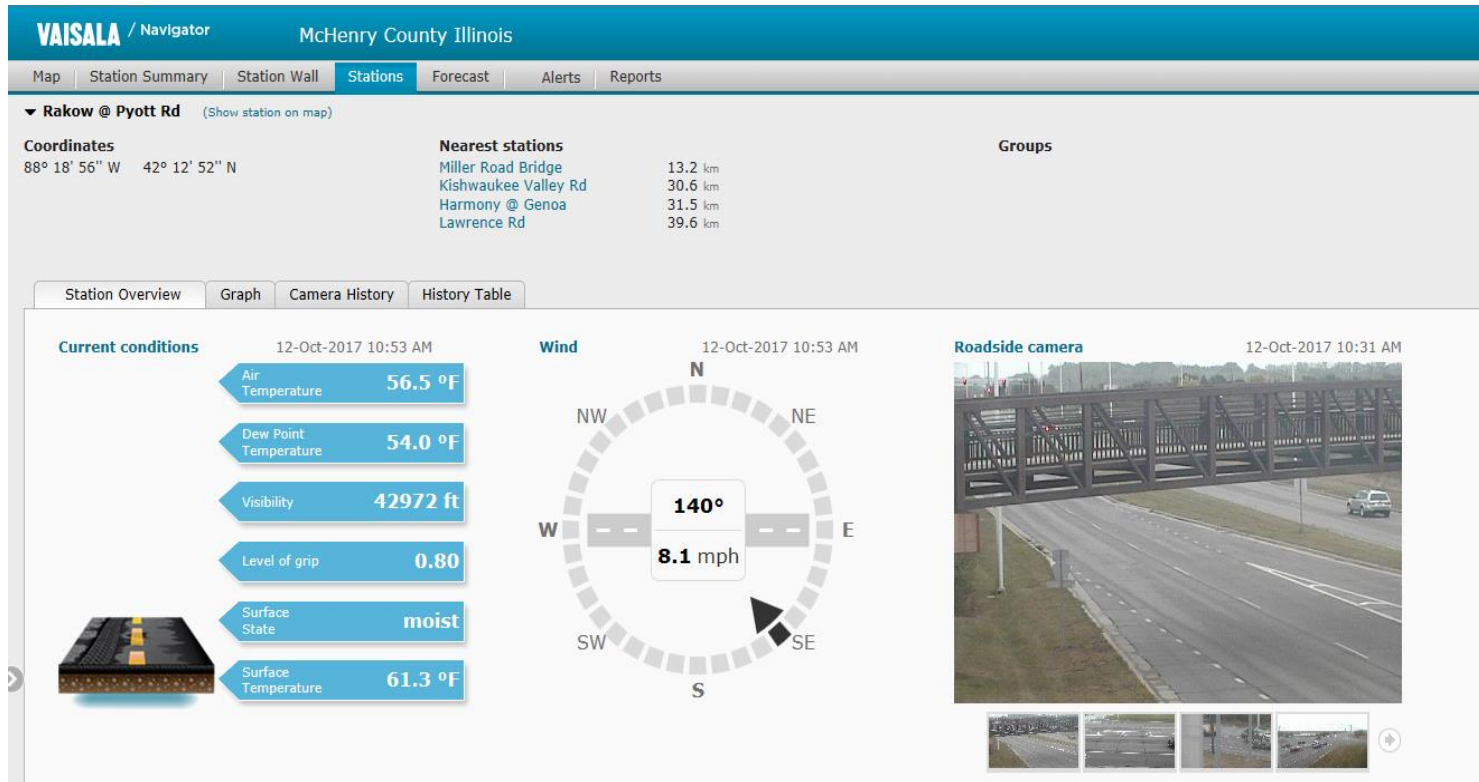 VAISALA / Navigator McHenry County Illinois
Map Station Summary Station Wall Stations Forecast Alerts Reports
Rakow @ Pyott Rd (Show station on map)
Coordinates
88º 18' 56'' W 42º 12' 52'' N
Nearest stations
Miller Road Bridge 13.2 km
Kishwaukee Valley Rd 30.6 km
Harmony @ Genoa 31.5 km
Lawrence Rd 39.6 km
Groups
Station Overview Graph Camera History History Table
Current conditions 12-Oct-2017 10:53 AM
Air
Temperature 56.5 ºF
Dew Point
Temperature 54.0 ºF
Visibility 42972 ft
Level of grip 0.80
Surface
State moist
Surface
Temperature 61.3 ºF
Wind 12-Oct-2017 10:53 AM
N
NW NE
140°
W E
8.1 mph
SW SE
S
Roadside camera 12-Oct-2017 10:31 AM